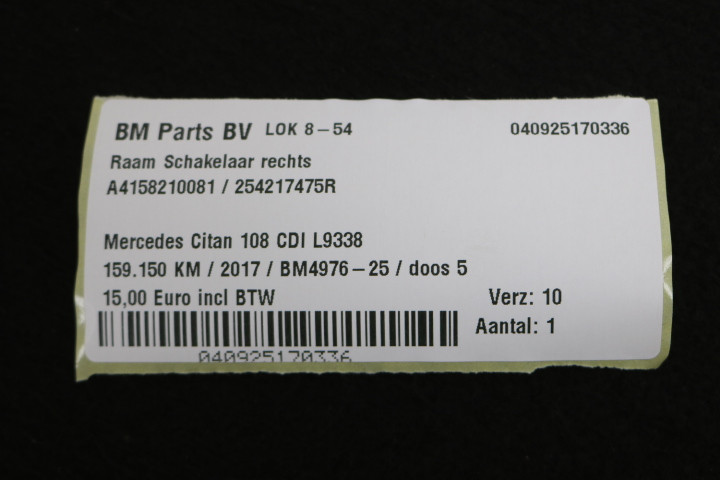 BM Parts BV LOK 8-54 040925170336
Raam Schakelaar rechts
A4158210081 / 254217475R
Mercedes Citan 108 CDI L9338
159.150 KM / 2017 / BM4976-25 / doos 5
15,00 Euro incl BTW Verz: 10
Aantal: 1
040925170336